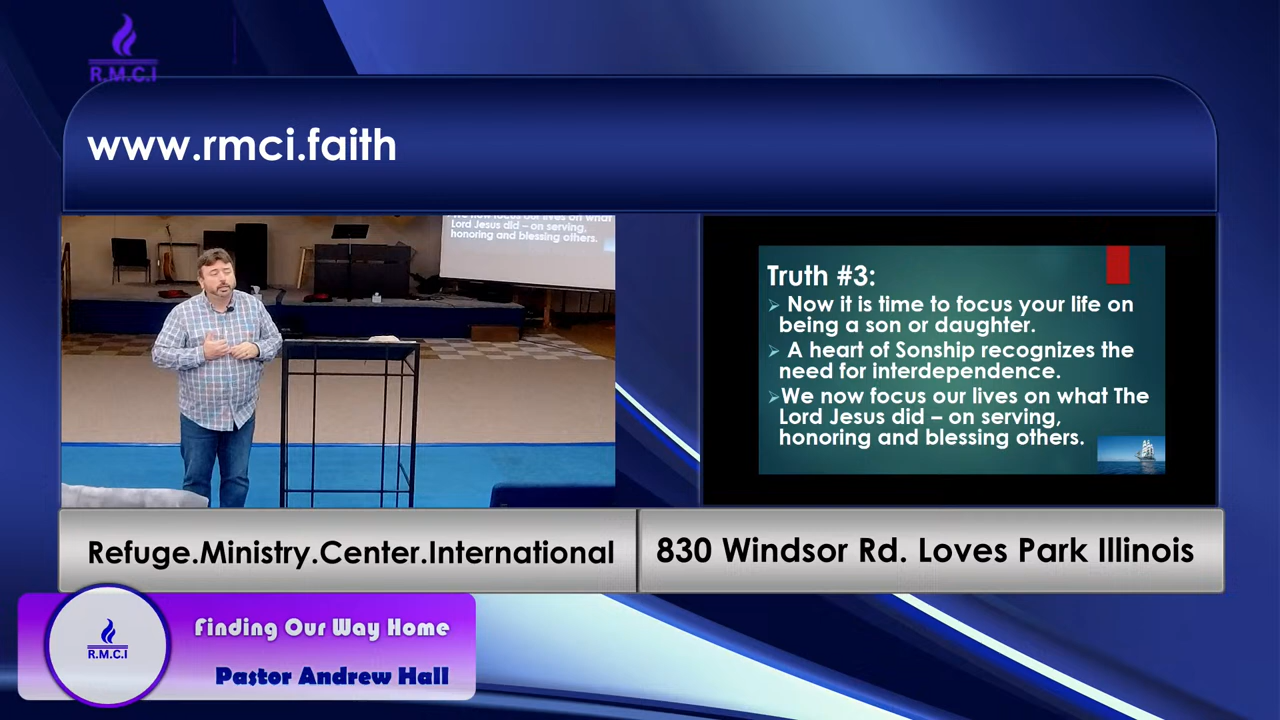 R.M.C.I
www.rmci.faith
We now focus our lives on what
Lord Jesus did – on serving,
honoring and blessing others.
Truth #3:
➢ Now it is time to focus your life on
being a son or daughter.
➢ A heart of Sonship recognizes the
need for interdependence.
➢We now focus our lives on what The
Lord Jesus did – on serving,
honoring and blessing others.
Refuge.Ministry.Center.International
830 Windsor Rd. Loves Park Illinois
R.M.C.I
Finding Our Way Home
Pastor Andrew Hall